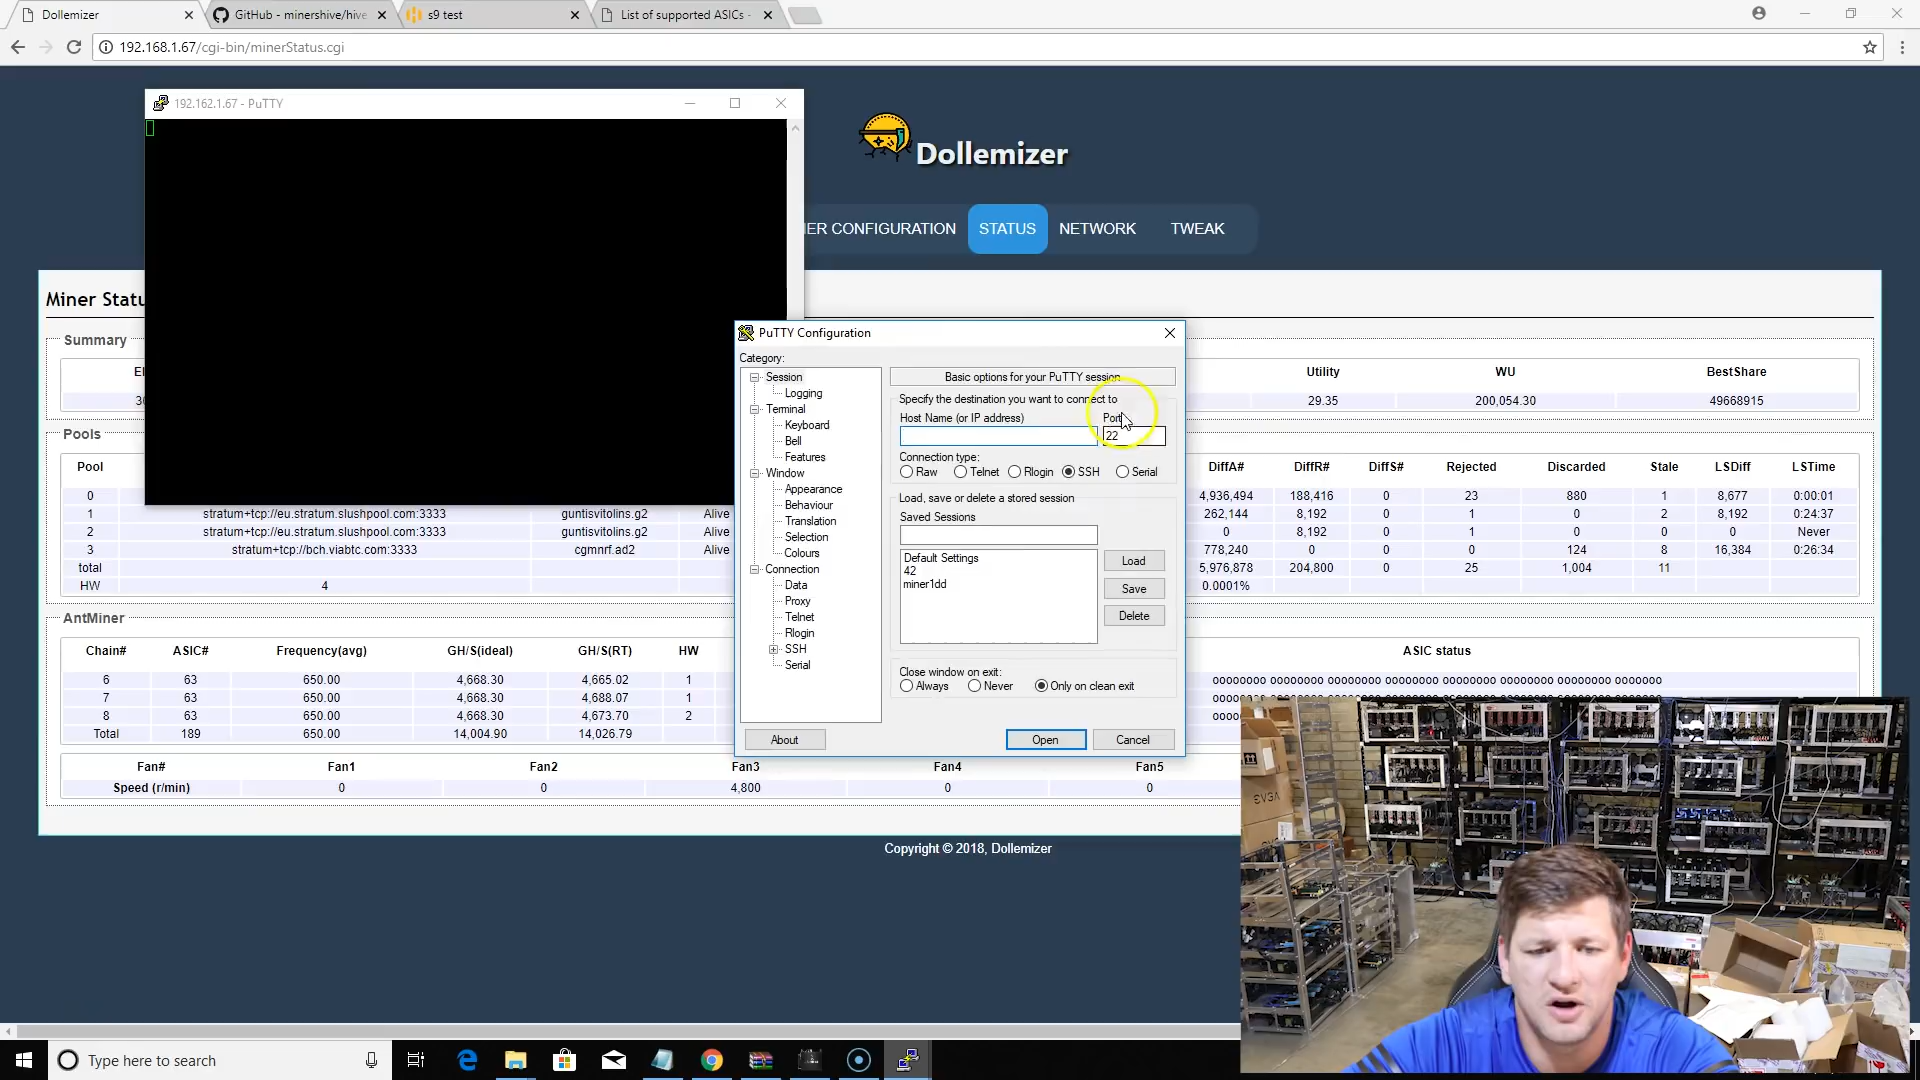 Dollemizer
GitHub - minershive/hive
s9 test
List of supported ASICs -
192.168.1.67/cgi-bin/minerStatus.cgi
192.162.1.67 - PuTTY
Dollemizer
ER CONFIGURATION
STATUS
NETWORK
TWEAK
Miner Statu
Summary
Utility
WU
BestShare
29.35
200,054.30
49668915
Pools
Pool
DiffA#
DiffR#
DiffS#
Rejected
Discarded
Stale
LSDiff
LSTime
0
4,936,494
188,416
0
23
880
1
8,677
0:00:01
1
stratum+tcp://eu.stratum.slushpool.com:3333
guntisvitolins.g2
Alive
262,144
8,192
0
1
0
2
8,192
0:24:37
2
stratum+tcp://eu.stratum.slushpool.com:3333
guntisvitolins.g2
Alive
0
8,192
0
1
0
0
0
Never
3
stratum+tcp://bch.viabtc.com:3333
cgmnrf.ad2
Alive
778,240
0
0
0
124
8
16,384
0:26:34
total
5,976,878
204,800
0
25
1,004
11
HW
4
0.0001%
AntMiner
Chain#
ASIC#
Frequency(avg)
GH/S(ideal)
GH/S(RT)
HW
ASIC status
6
63
650.00
4,668.30
4,665.02
1
oooooooo oooooooo oooooooo oooooooo oooooooo oooooooo oooooooo ooooooo
7
63
650.00
4,668.30
4,688.07
1
8
63
650.00
4,668.30
4,673.70
2
Total
189
650.00
14,004.90
14,026.79
Fan#
Fan1
Fan2
Fan3
Fan4
Fan5
Speed (r/min)
0
0
4,800
0
0
Copyright © 2018, Dollemizer
PuTTY Configuration
Category:
Session
Logging
Terminal
Keyboard
Bell
Features
Window
Appearance
Behaviour
Translation
Selection
Colours
Connection
Data
Proxy
Telnet
Rlogin
SSH
Serial
Basic options for your PuTTY session
Specify the destination you want to connect to
Host Name (or IP address)
Port
22
Connection type:
Raw
Telnet
Rlogin
SSH
Serial
Load, save or delete a stored session
Saved Sessions
Default Settings
42
miner1dd
Load
Save
Delete
Close window on exit:
Always
Never
Only on clean exit
About
Open
Cancel
EVGA
Type here to search